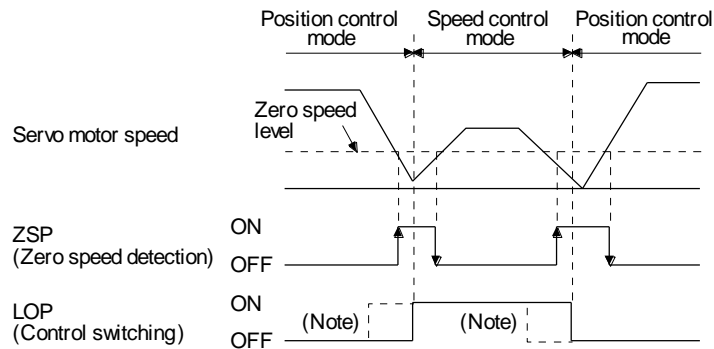 Position control mode
Speed control mode
Position control mode
Zero speed level
Servo motor speed
ZSP
(Zero speed detection)
ON
OFF
LOP
(Control switching)
ON
OFF
(Note)
(Note)